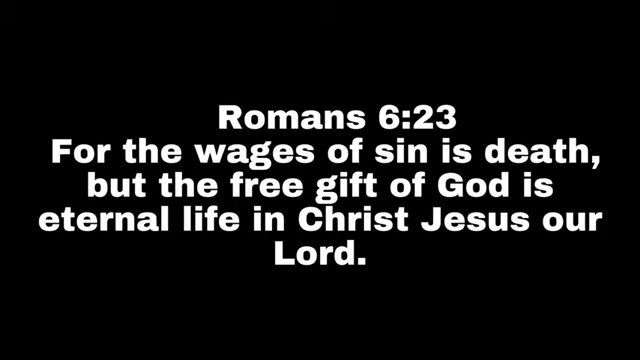 Romans 6:23
For the wages of sin is death,
but the free gift of God is
eternal life in Christ Jesus our
Lord.